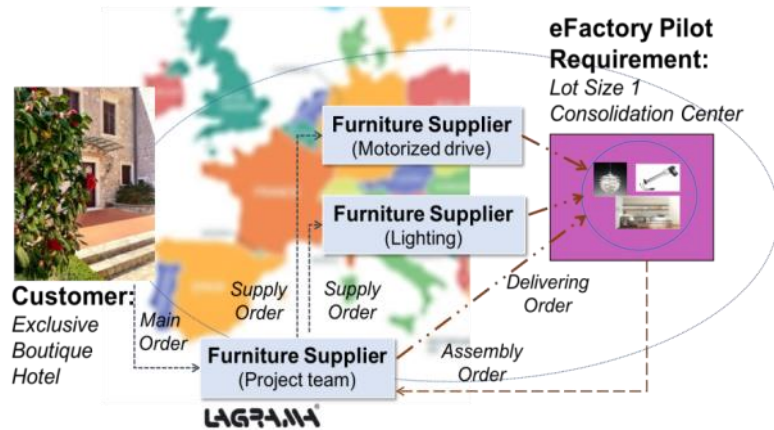 eFactory Pilot
Requirement:
Lot Size 1
Consolidation Center
Furniture Supplier
(Motorized drive)
Furniture Supplier
(Lighting)
Customer:
Exclusive
Boutique
Hotel
Main
Order
Supply
Order
Supply
Order
Delivering
Order
Furniture Supplier
(Project team)
Assembly
Order
LAGRAMA